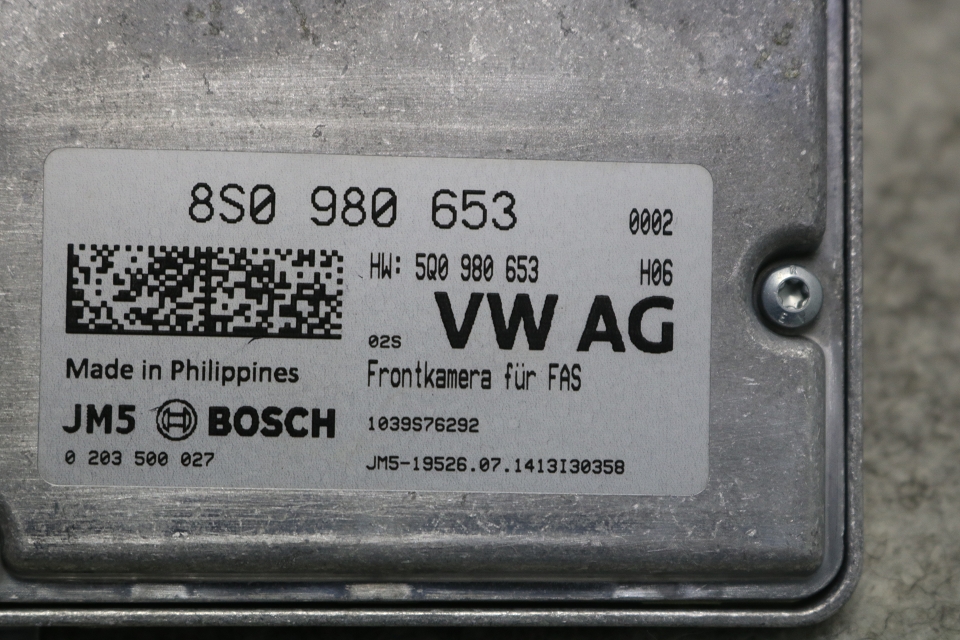 8S0 980 653 0002
HW: 5Q0 980 653 H06
02S VW AG
Made in Philippines
Frontkamera für FAS
JM5 BOSCH
1039S76292
0 203 500 027
JM5-19526.07.1413I30358